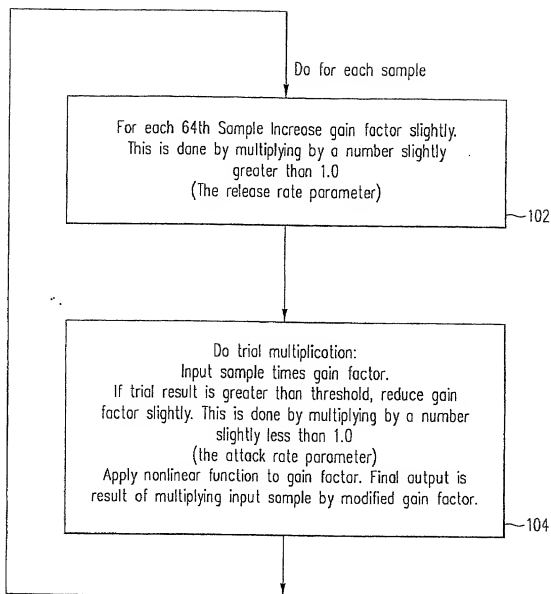 Do for each sample
For each 64th Sample Increase gain factor slightly.
This is done by multiplying by a number slightly
greater than 1.0
(The release rate parameter)
102
Do trial multiplication:
Input sample times gain factor.
If trial result is greater than threshold, reduce gain
factor slightly. This is done by multiplying by a number
slightly less than 1.0
(the attack rate parameter)
Apply nonlinear function to gain factor. Final output is
result of multiplying input sample by modified gain factor.
104